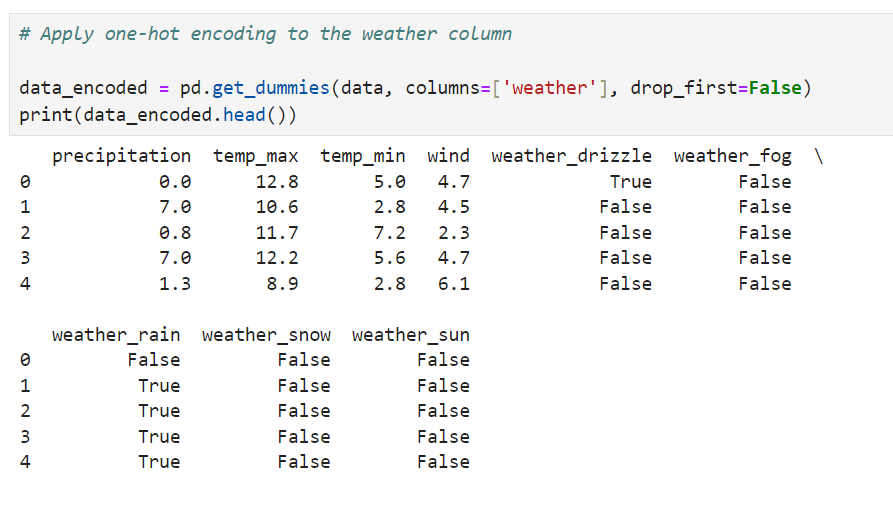 # Apply one-hot encoding to the weather column
data_encoded = pd.get_dummies(data, columns=['weather'], drop_first=False)
print(data_encoded.head())
   precipitation  temp_max  temp_min  wind  weather_drizzle  weather_fog  \
0            0.0      12.8       5.0   4.7             True        False
1            7.0      10.6       2.8   4.5            False        False
2            0.8      11.7       7.2   2.3            False        False
3            7.0      12.2       5.6   4.7            False        False
4            1.3       8.9       2.8   6.1            False        False
   weather_rain  weather_snow  weather_sun
0         False         False        False
1          True         False        False
2          True         False        False
3          True         False        False
4          True         False        False